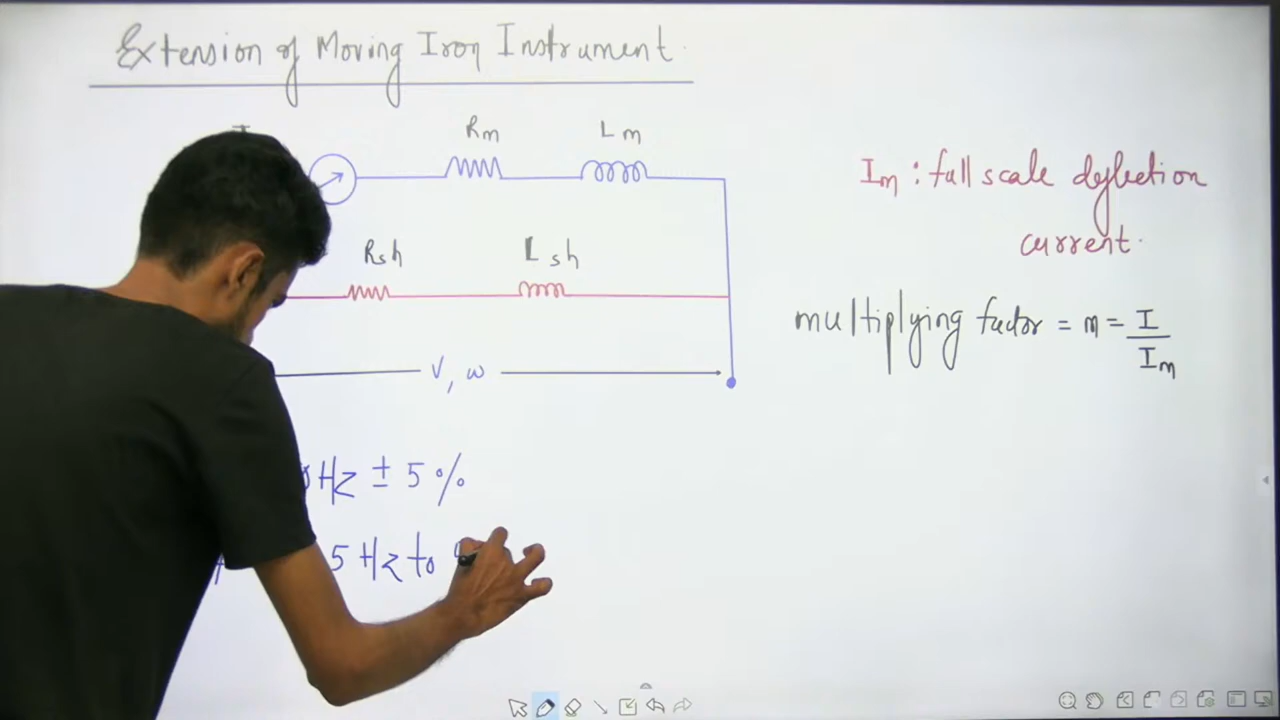 Extension of Moving Iron Instrument.
Rm Lm
Rsh Lsh
V, ω
Hz ± 5 %
5 Hz to
Im : full scale deflection
current.
multiplying factor = m = I
Im